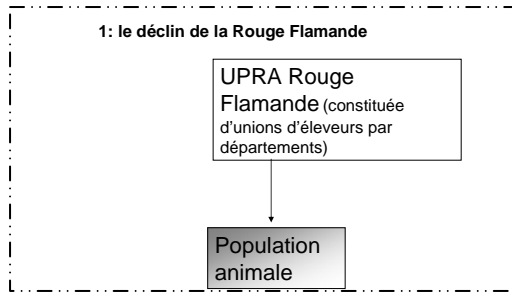 1: le déclin de la Rouge Flamande
UPRA Rouge
Flamande (constituée
d'unions d'éleveurs par
départements)
Population
animale